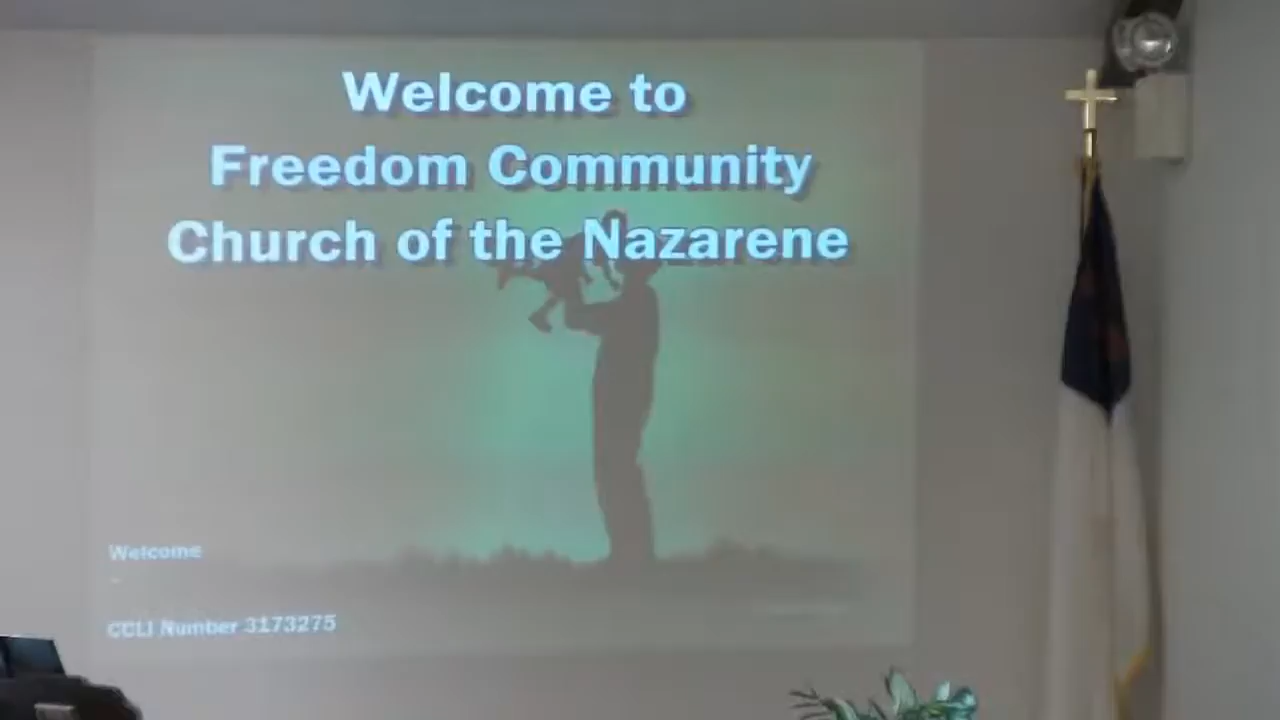 Welcome to
Freedom Community
Church of the Nazarene
Welcome
CCLI Number 3173275